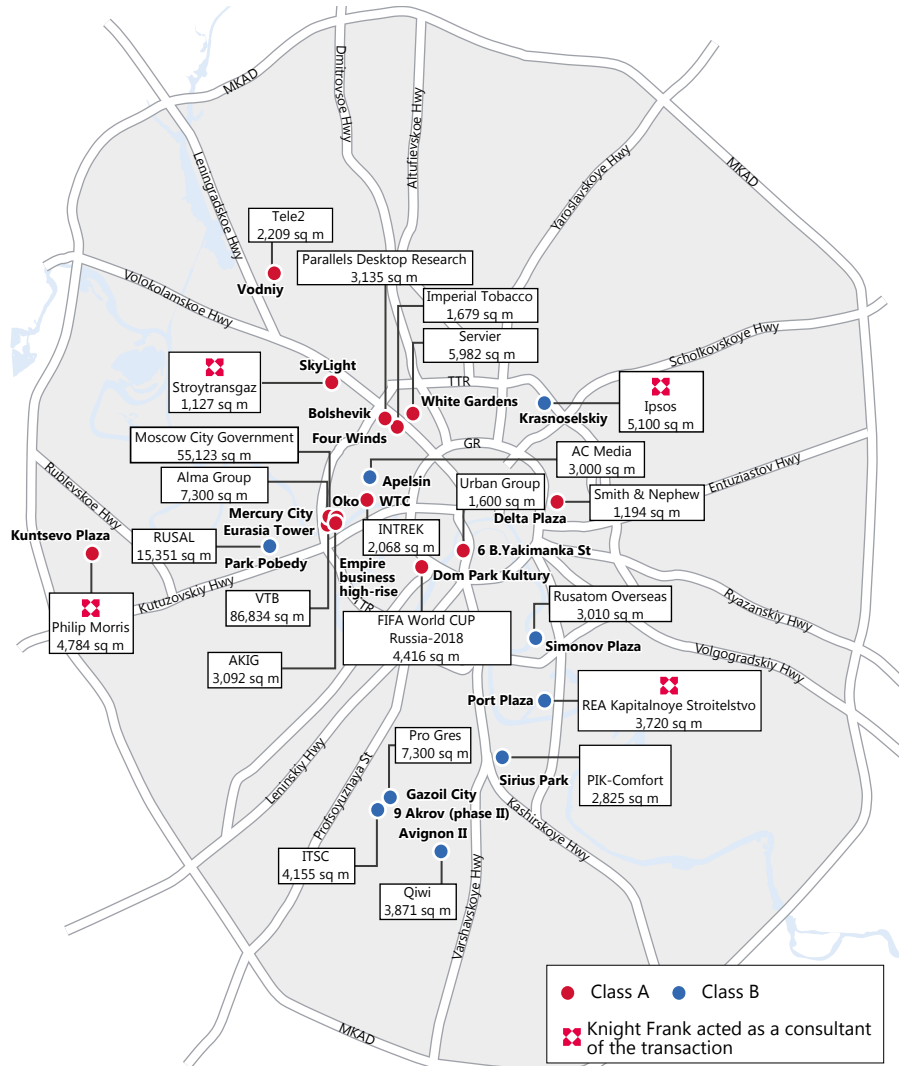 MKAD
Dmitrovsoe Hwy
Altufievskoe Hwy
Leningradskoe Hwy
Yaroslavskoye Hwy
MKAD
Tele2
2,209 sq m
Vodniy
Parallels Desktop Research
3,135 sq m
Volokolamskoe Hwy
Imperial Tobacco
1,679 sq m
Servier
5,982 sq m
Scholkovskoye Hwy
SkyLight
Stroytransgaz
1,127 sq m
TTR
White Gardens
Bolshevik
Four Winds
Krasnoselskiy
Ipsos
5,100 sq m
Moscow City Government
55,123 sq m
GR
AC Media
3,000 sq m
Alma Group
7,300 sq m
Apelsin
Urban Group
1,600 sq m
Entuziastov Hwy
Rublevskoe Hwy
Smith & Nephew
1,194 sq m
Oko
WTC
Mercury City
Delta Plaza
Eurasia Tower
Kuntsevo Plaza
RUSAL
15,351 sq m
INTREK
2,068 sq m
6 B.Yakimanka St
Park Pobedy
Empire
business
high-rise
Dom Park Kultury
Kutuzovskiy Hwy
TTR
VTB
86,834 sq m
Rusatom Overseas
3,010 sq m
Ryazanskiy Hwy
Philip Morris
4,784 sq m
FIFA World CUP
Russia-2018
4,416 sq m
Simonov Plaza
Volgogradskiy Hwy
AKIG
3,092 sq m
Port Plaza
REA Kapitalnoye Stroitelstvo
3,720 sq m
Pro Gres
7,300 sq m
Leninskiy Hwy
Profsoyuznaya St
Sirius Park
PIK-Comfort
2,825 sq m
Gazoil City
9 Akrov (phase II)
Avignon II
Kashirskoye Hwy
ITSC
4,155 sq m
Qiwi
3,871 sq m
Varshavskoye Hwy
MKAD
Class A
Class B
Knight Frank acted as a consultant
of the transaction